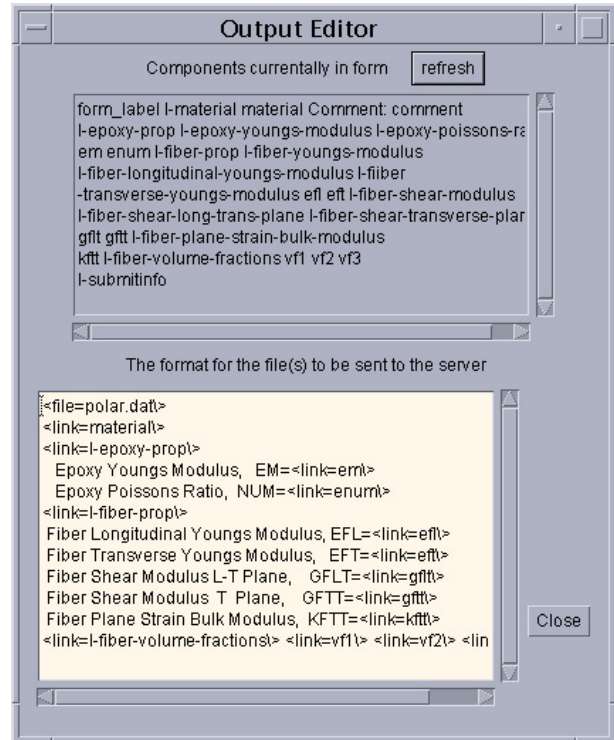 Output Editor
Components currentally in form refresh
form_label l-material material Comment: comment
l-epoxy-prop l-epoxy-youngs-modulus l-epoxy-poissons-ra
em enum l-fiber-prop l-fiber-youngs-modulus
l-fiber-longitudinal-youngs-modulus l-fiiber
-transverse-youngs-modulus efl eft l-fiber-shear-modulus
l-fiber-shear-long-trans-plane l-fiber-shear-transverse-plar
gflt gftt l-fiber-plane-strain-bulk-modulus
kftt l-fiber-volume-fractions vf1 vf2 vf3
l-submitinfo
The format for the file(s) to be sent to the server
<file=polar.dat\>
<link=material\>
<link=l-epoxy-prop\>
Epoxy Youngs Modulus, EM=<link=em\>
Epoxy Poissons Ratio, NUM=<link=enum\>
<link=l-fiber-prop\>
Fiber Longitudinal Youngs Modulus, EFL=<link=efl\>
Fiber Transverse Youngs Modulus, EFT=<link=eft\>
Fiber Shear Modulus L-T Plane, GFLT=<link=gflt\>
Fiber Shear Modulus T Plane, GFTT=<link=gftt\>
Fiber Plane Strain Bulk Modulus, KFTT=<link=kftt\>
<link=l-fiber-volume-fractions\> <link=vf1\> <link=vf2\> <lin
Close